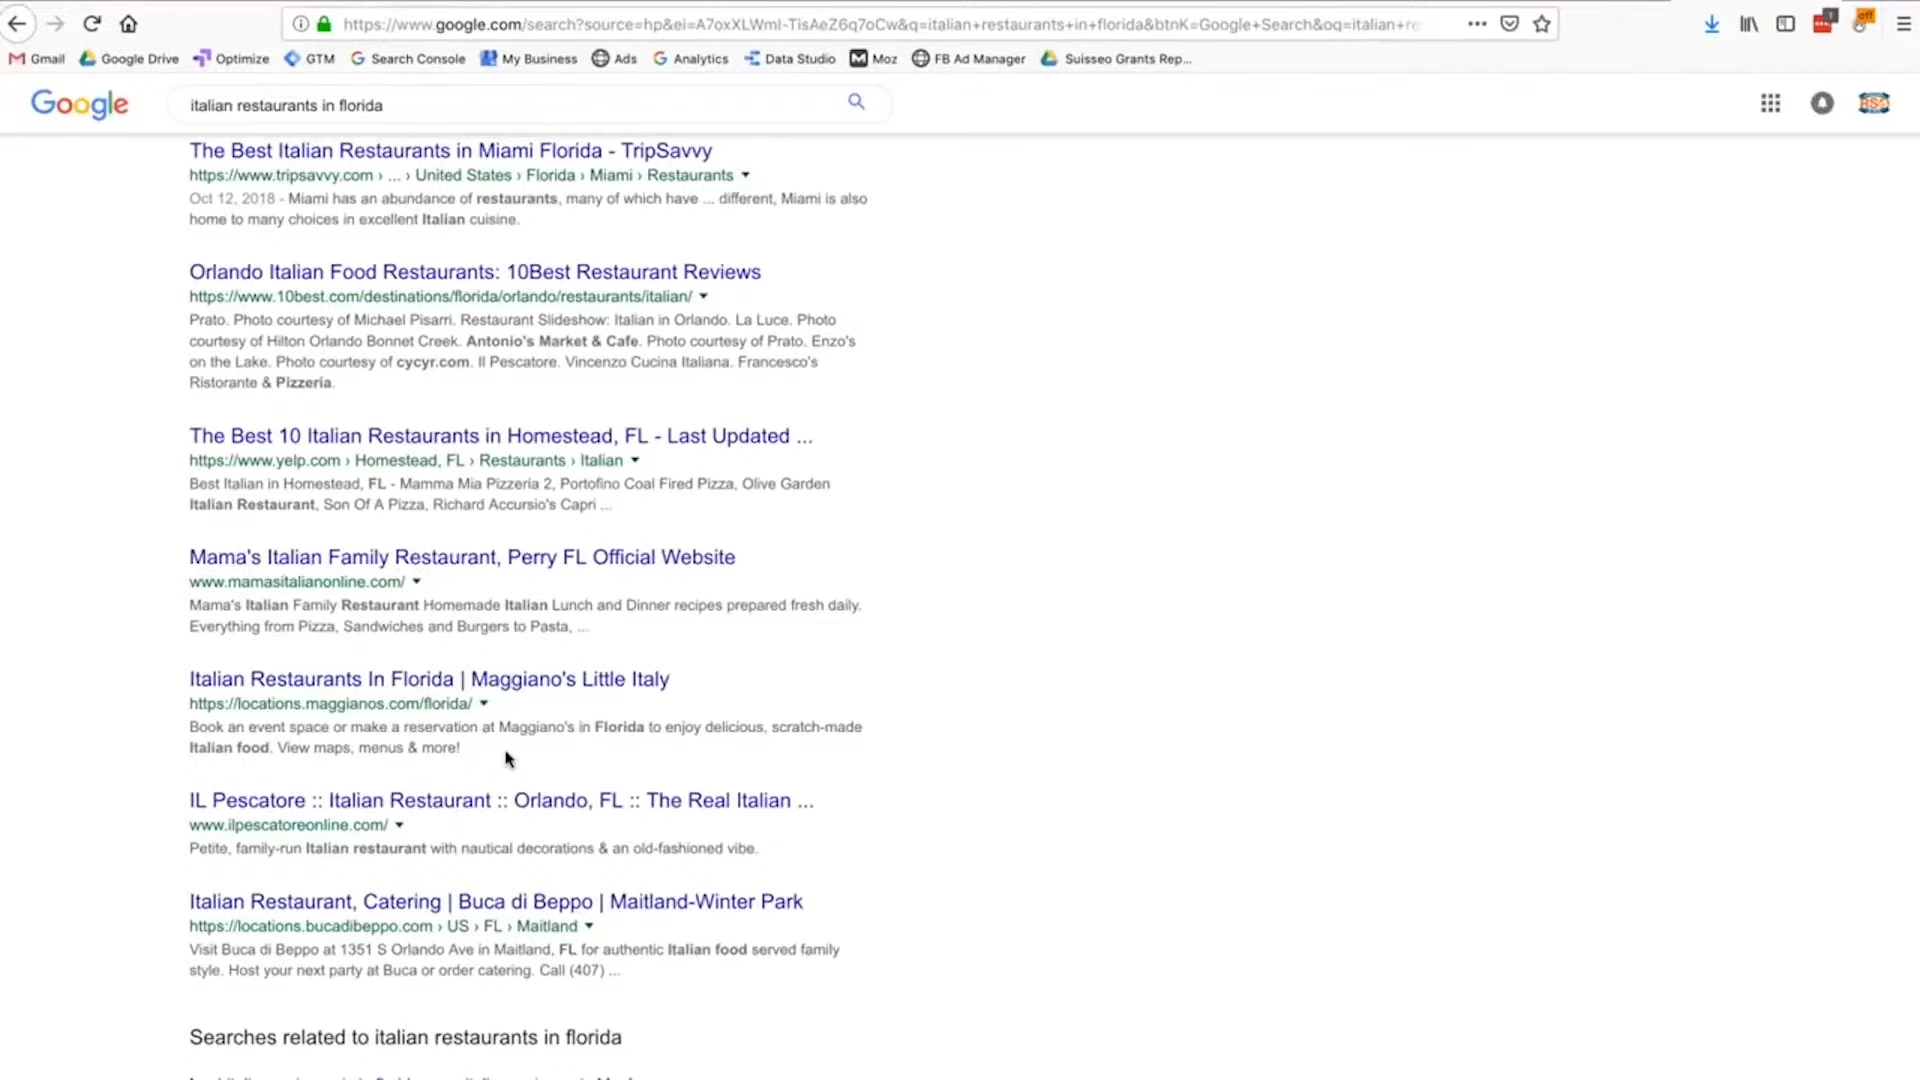 https://www.google.com/search?source=hp&ei=A7oxXLWml-TisAeZ6q7oCw&q=italian+restaurants+in+florida&btnK=Google+Search&oq=italian+re
off
1
Gmail Google Drive Optimize GTM Search Console My Business Ads Analytics Data Studio Moz FB Ad Manager Suisseo Grants Rep...
Google italian restaurants in florida
The Best Italian Restaurants in Miami Florida - TripSavvy
https://www.tripsavvy.com › ... › United States › Florida › Miami › Restaurants
Oct 12, 2018 - Miami has an abundance of restaurants, many of which have ... different, Miami is also
home to many choices in excellent Italian cuisine.
Orlando Italian Food Restaurants: 10Best Restaurant Reviews
https://www.10best.com/destinations/florida/orlando/restaurants/italian/
Prato. Photo courtesy of Michael Pisarri. Restaurant Slideshow: Italian in Orlando. La Luce. Photo
courtesy of Hilton Orlando Bonnet Creek. Antonio's Market & Cafe. Photo courtesy of Prato. Enzo's
on the Lake. Photo courtesy of cycyr.com. Il Pescatore. Vincenzo Cucina Italiana. Francesco's
Ristorante & Pizzeria.
The Best 10 Italian Restaurants in Homestead, FL - Last Updated ...
https://www.yelp.com › Homestead, FL › Restaurants › Italian
Best Italian in Homestead, FL - Mamma Mia Pizzeria 2, Portofino Coal Fired Pizza, Olive Garden
Italian Restaurant, Son Of A Pizza, Richard Accursio's Capri ...
Mama's Italian Family Restaurant, Perry FL Official Website
www.mamasitalianonline.com/
Mama's Italian Family Restaurant Homemade Italian Lunch and Dinner recipes prepared fresh daily.
Everything from Pizza, Sandwiches and Burgers to Pasta, ...
Italian Restaurants In Florida | Maggiano's Little Italy
https://locations.maggianos.com/florida/
Book an event space or make a reservation at Maggiano's in Florida to enjoy delicious, scratch-made
Italian food. View maps, menus & more!
IL Pescatore :: Italian Restaurant :: Orlando, FL :: The Real Italian ...
www.ilpescatoreonline.com/
Petite, family-run Italian restaurant with nautical decorations & an old-fashioned vibe.
Italian Restaurant, Catering | Buca di Beppo | Maitland-Winter Park
https://locations.bucadibeppo.com › US › FL › Maitland
Visit Buca di Beppo at 1351 S Orlando Ave in Maitland, FL for authentic Italian food served family
style. Host your next party at Buca or order catering. Call (407) ...
Searches related to italian restaurants in florida